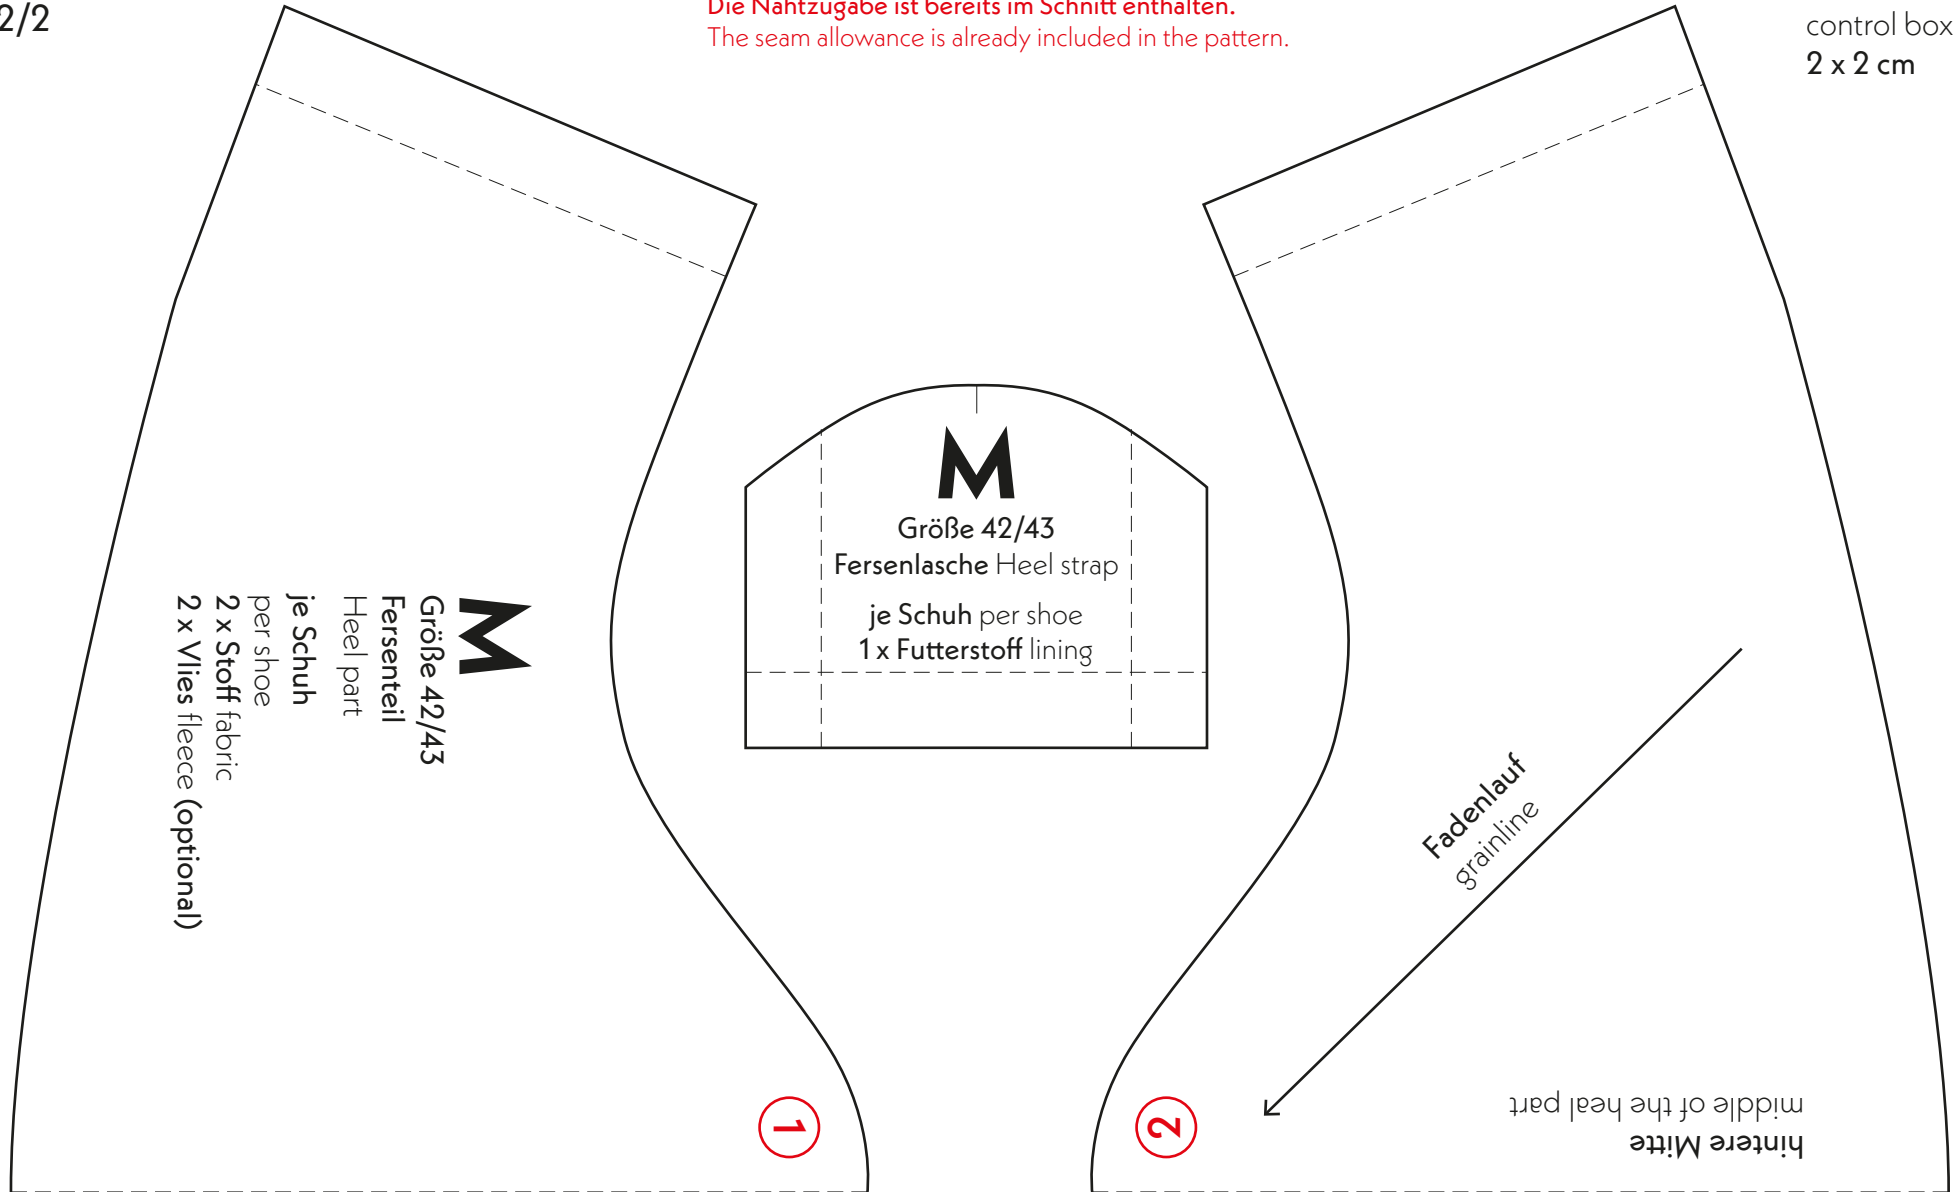 2/2
Die Nahtzugabe ist bereits im Schnitt enthalten.
The seam allowance is already included in the pattern.
control box
2 x 2 cm
M
Größe 42/43
Fersenlasche Heel strap
je Schuh per shoe
1 x Futterstoff lining
M
Größe 42/43
Fersenteil
Heel part
je Schuh
per shoe
2 x Stoff fabric
2 x Vlies fleece (optional)
Fadenlauf
grainline
1
2
hintere Mitte
middle of the heal part